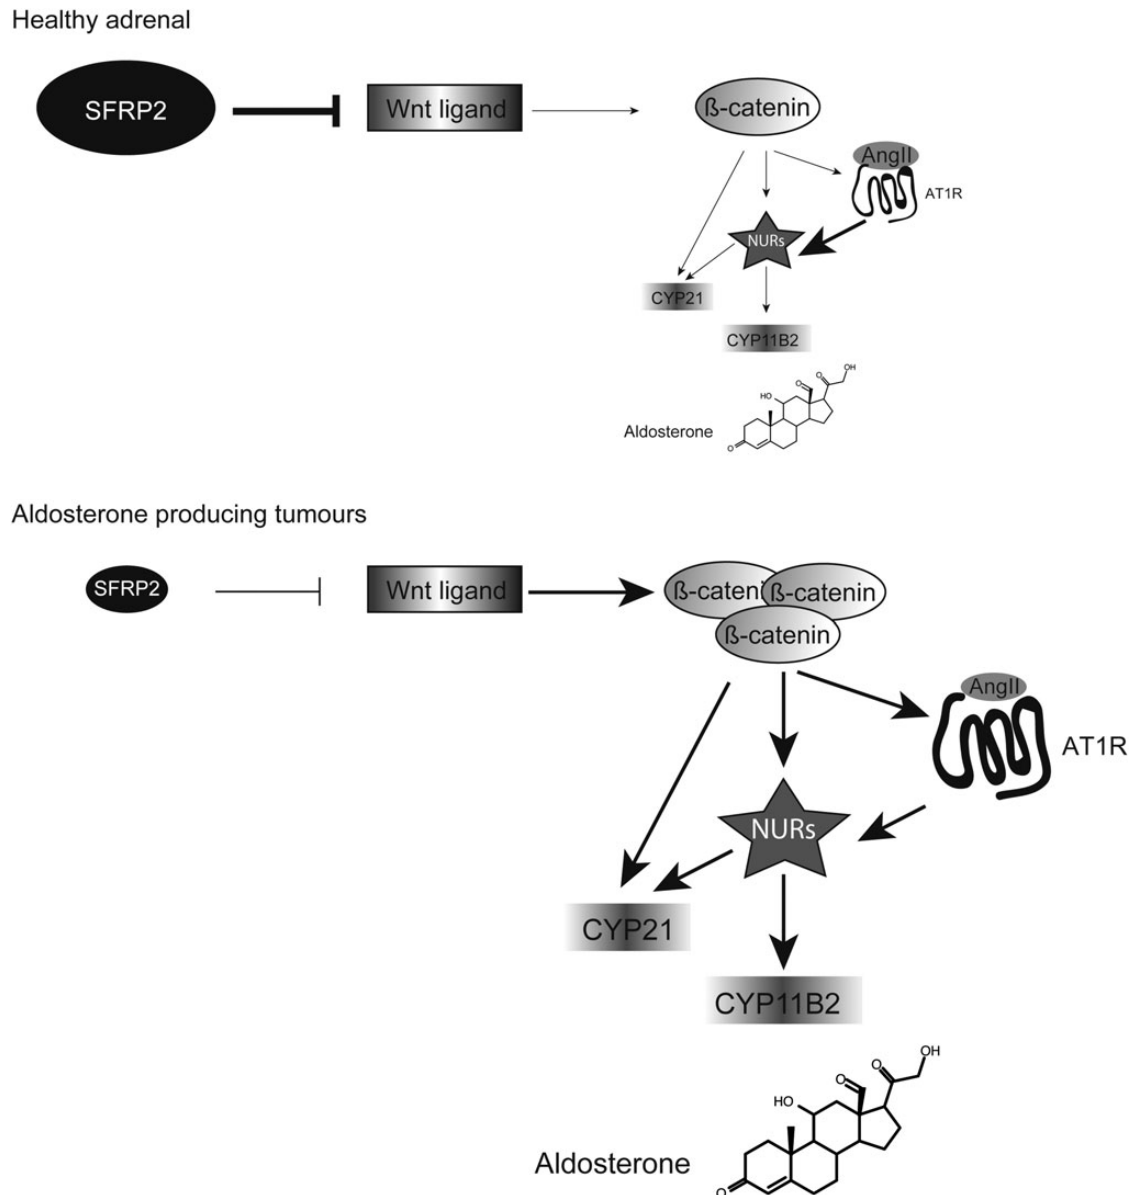 Healthy adrenal
SFRP2
Wnt ligand
ß-catenin
AngII
AT1R
NURs
CYP21
CYP11B2
O
O
OH
HO
Aldosterone
O
Aldosterone producing tumours
SFRP2
Wnt ligand
ß-cateni
ß-catenin
ß-catenin
AngII
AT1R
NURs
CYP21
CYP11B2
O
O
OH
HO
Aldosterone
O